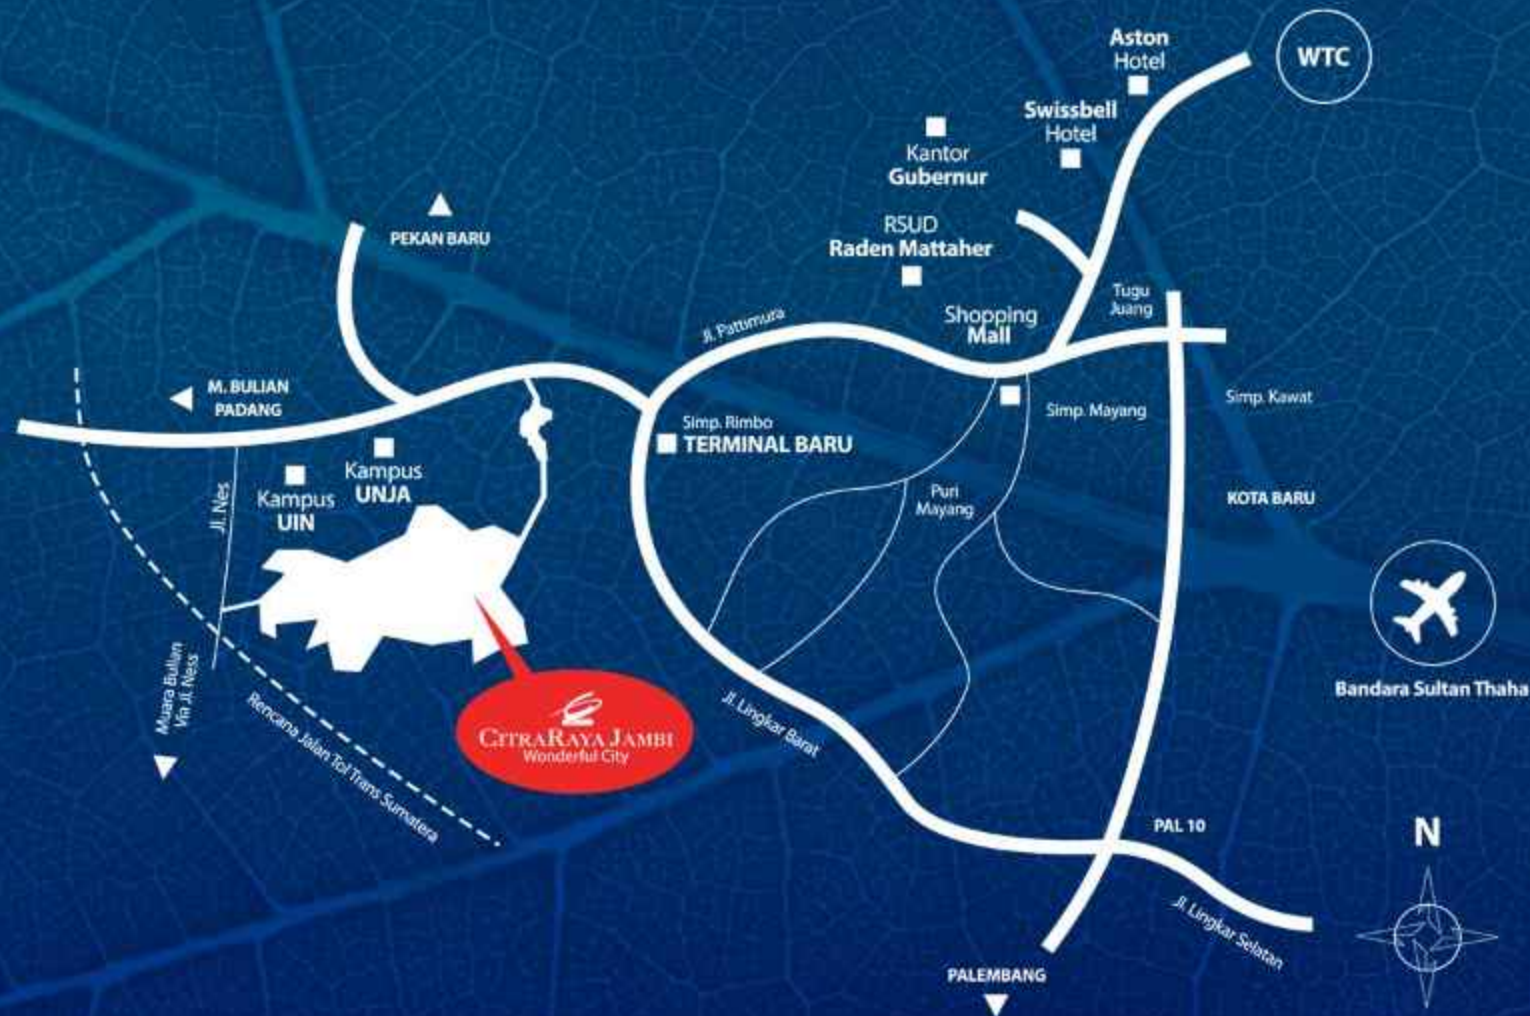 Aston
Hotel
WTC
Swissbell
Hotel
Kantor
Gubernur
RSUD
Raden Mattaher
PEKAN BARU
Tugu
Juang
Shopping
Mall
Jl. Pattimura
M. BULIAN
PADANG
Simp. Kawat
Simp. Mayang
Simp. Rimbo
TERMINAL BARU
Kampus
UNJA
Kampus
UIN
Jl. Nes
Puri
Mayang
KOTA BARU
Muara Bulian
Via Jl. Ness
Bandara Sultan Thaha
Rencana Jalan Tol Trans Sumatera
CITRARAYA JAMBI
Wonderful City
Jl. Lingkar Barat
PAL 10
N
Jl. Lingkar Selatan
PALEMBANG